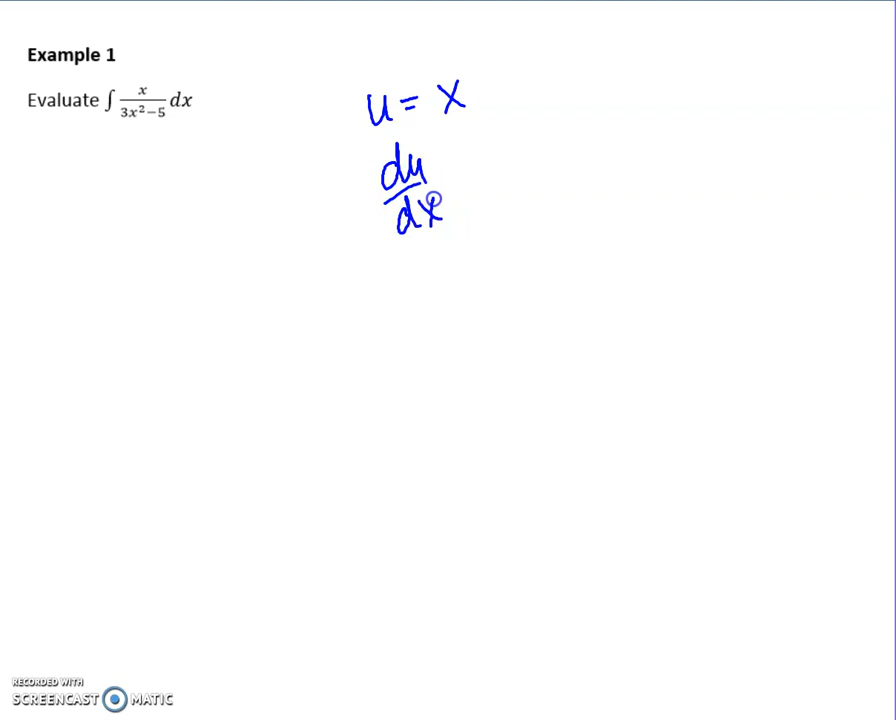 Example 1
Evaluate ∫ x/(3x²−5) dx
u = x
du/dx
RECORDED WITH
SCREENCAST MATIC